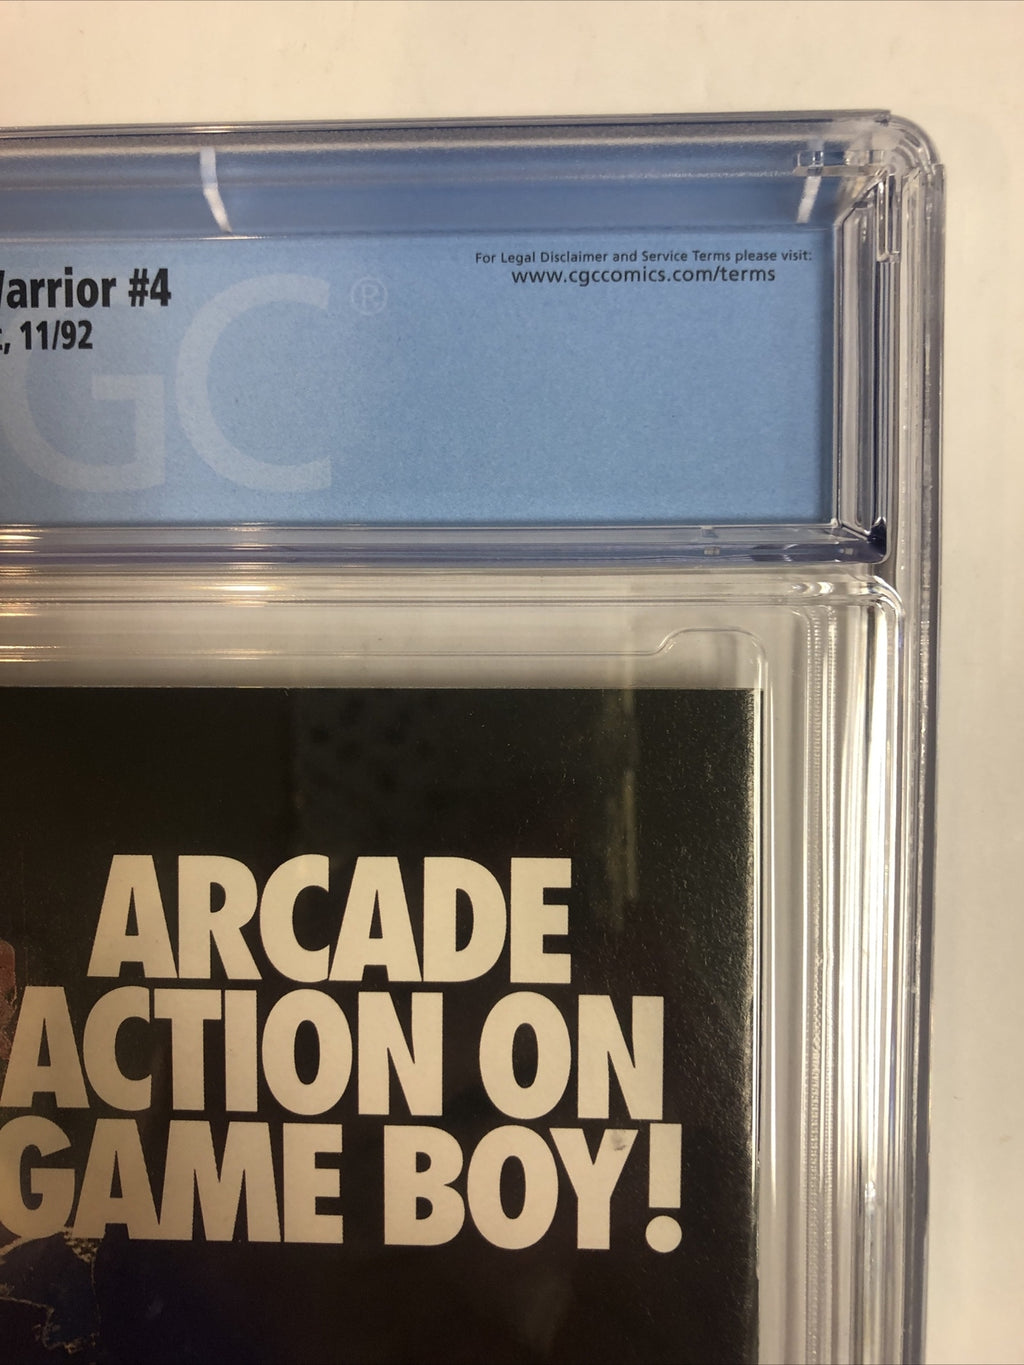 arrior #4
, 11/92
GC®
For Legal Disclaimer and Service Terms please visit:
www.cgccomics.com/terms
ARCADE
ACTION ON
GAME BOY!